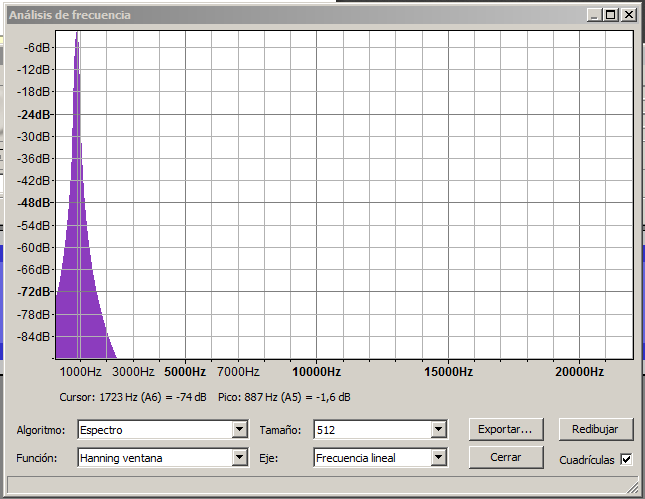 Análisis de frecuencia
-6dB
-12dB
-18dB
-24dB
-30dB
-36dB
-42dB
-48dB
-54dB
-60dB
-66dB
-72dB
-78dB
-84dB
1000Hz 3000Hz 5000Hz 7000Hz 10000Hz 15000Hz 20000Hz
Cursor: 1723 Hz (A6) = -74 dB Pico: 887 Hz (A5) = -1,6 dB
Algoritmo: Espectro Tamaño: 512 Exportar... Redibujar
Función: Hanning ventana Eje: Frecuencia lineal Cerrar Cuadrículas